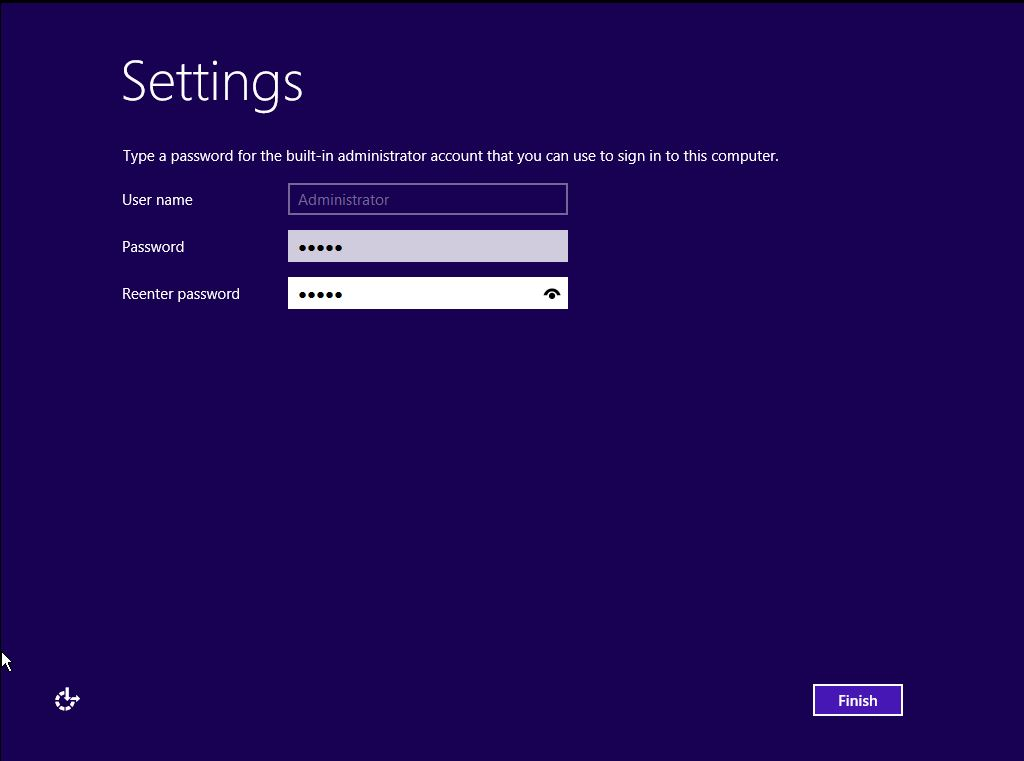 Settings
Type a password for the built-in administrator account that you can use to sign in to this computer.
User name Administrator
Password •••••
Reenter password •••••
Finish